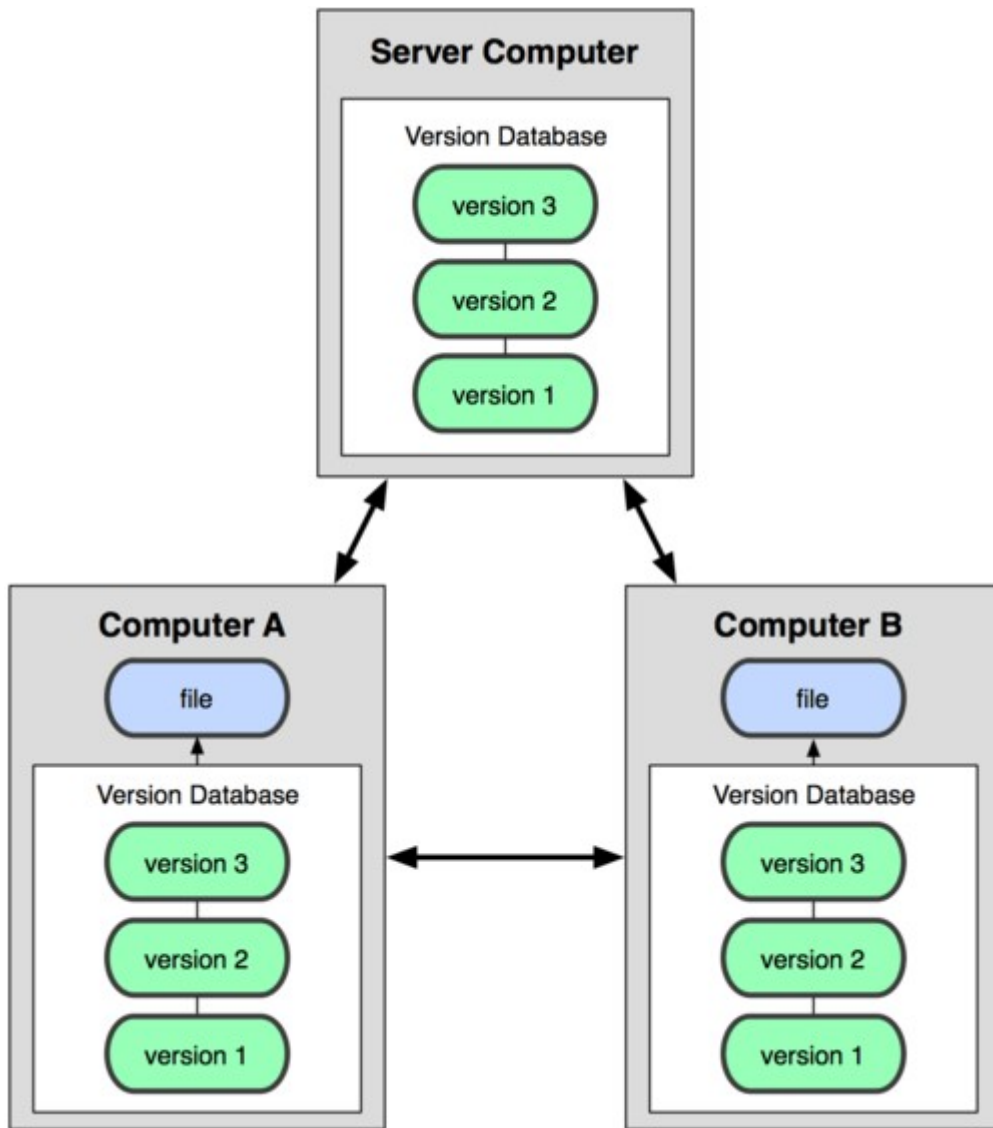 Server Computer
Version Database
version 3
version 2
version 1
Computer A
file
Version Database
version 3
version 2
version 1
Computer B
file
Version Database
version 3
version 2
version 1